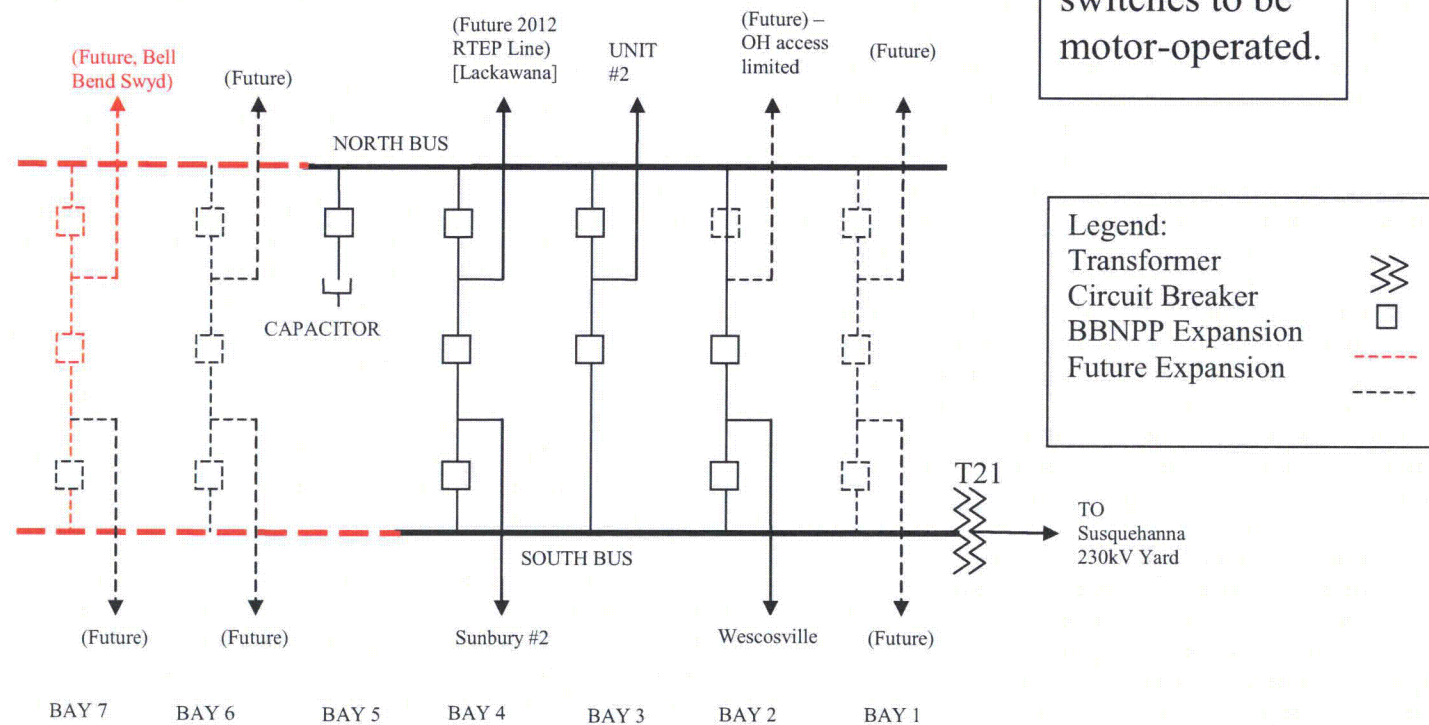 switches to be
motor-operated.
(Future, Bell
Bend Swyd)
(Future)
(Future 2012
RTEP Line)
[Lackawana]
UNIT
#2
(Future) –
OH access
limited
(Future)
NORTH BUS
CAPACITOR
Legend:
Transformer
Circuit Breaker
BBNPP Expansion
Future Expansion
T21
TO
Susquehanna
230kV Yard
SOUTH BUS
(Future)
(Future)
Sunbury #2
Wescosville
(Future)
BAY 7
BAY 6
BAY 5
BAY 4
BAY 3
BAY 2
BAY 1